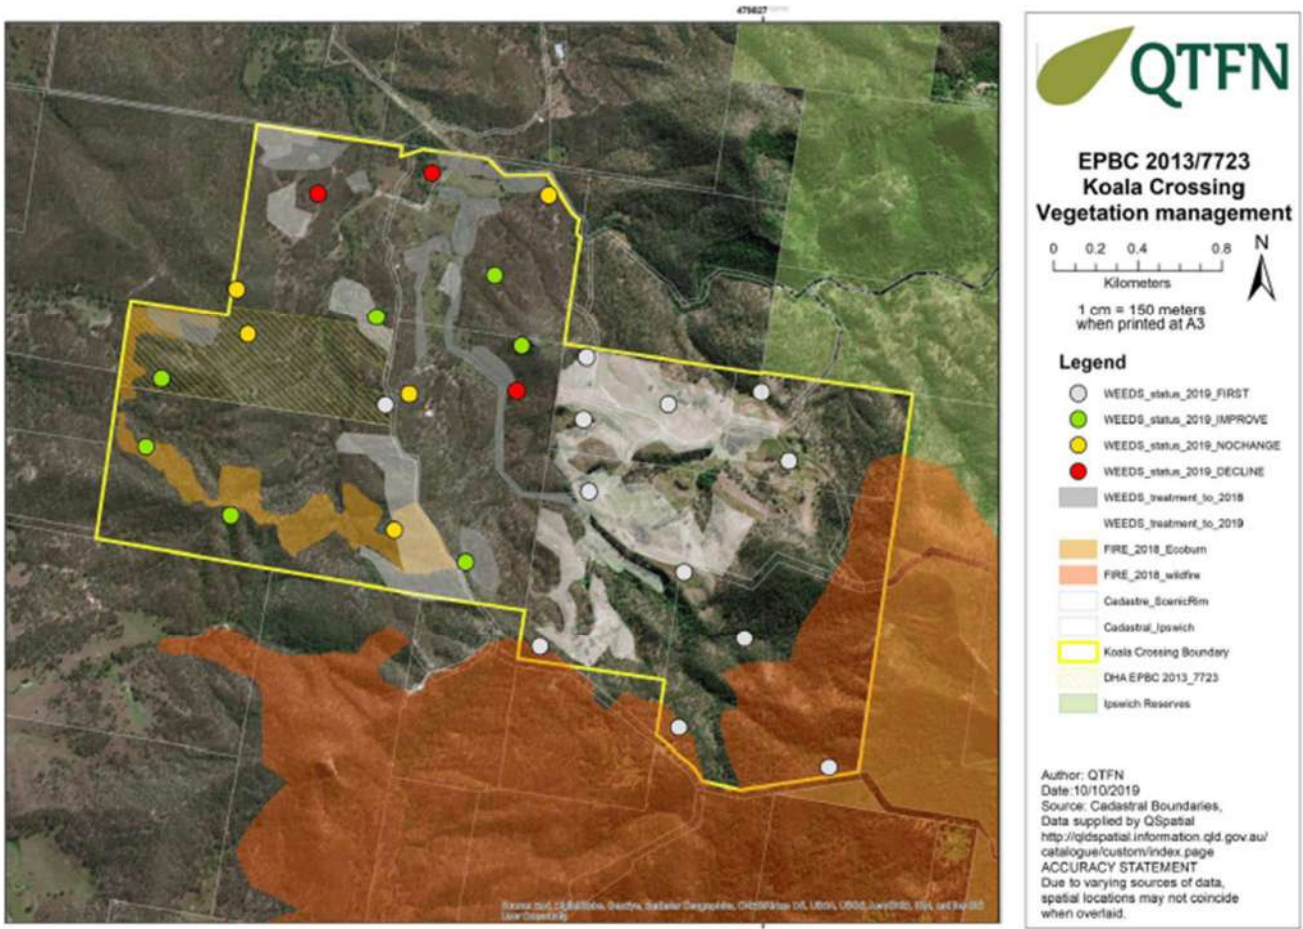 479827
QTFN
EPBC 2013/7723
Koala Crossing
Vegetation management
0 0.2 0.4 0.8
N
Kilometers
1 cm = 150 meters
when printed at A3
Legend
WEEDS_status_2019_FIRST
WEEDS_status_2019_IMPROVE
WEEDS_status_2019_NOCHANGE
WEEDS_status_2019_DECLINE
WEEDS_treatment_to_2018
WEEDS_treatment_to_2019
FIRE_2018_Ecoburn
FIRE_2018_wildfire
Cadastre_ScenicRim
Cadastral_Ipswich
Koala Crossing Boundary
DHA EPBC 2013_7723
Ipswich Reserves
Author: QTFN
Date:10/10/2019
Source: Cadastral Boundaries,
Data supplied by QSpatial
http://qldspatial.information.qld.gov.au/
catalogue/custom/index.page
ACCURACY STATEMENT
Due to varying sources of data,
spatial locations may not coincide
when overlaid.
User Community